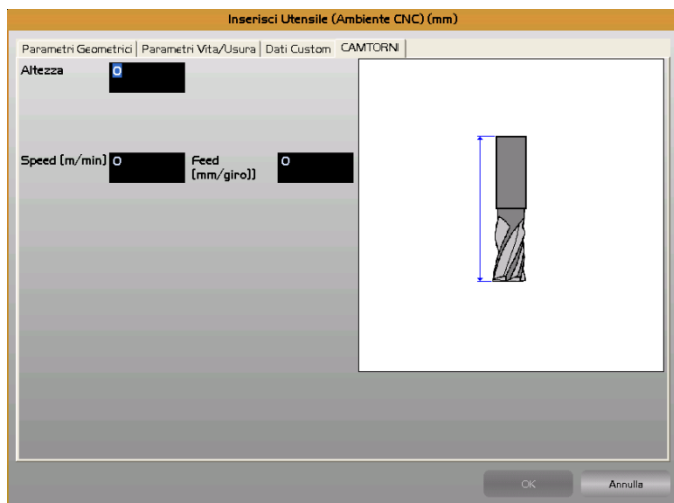 Inserisci Utensile (Ambiente CNC) (mm)
Parametri Geometrici Parametri Vita/Usura Dati Custom CAMTORNI
Altezza 0
Speed (m/min) 0 Feed 0
(mm/giro)]
OK Annulla